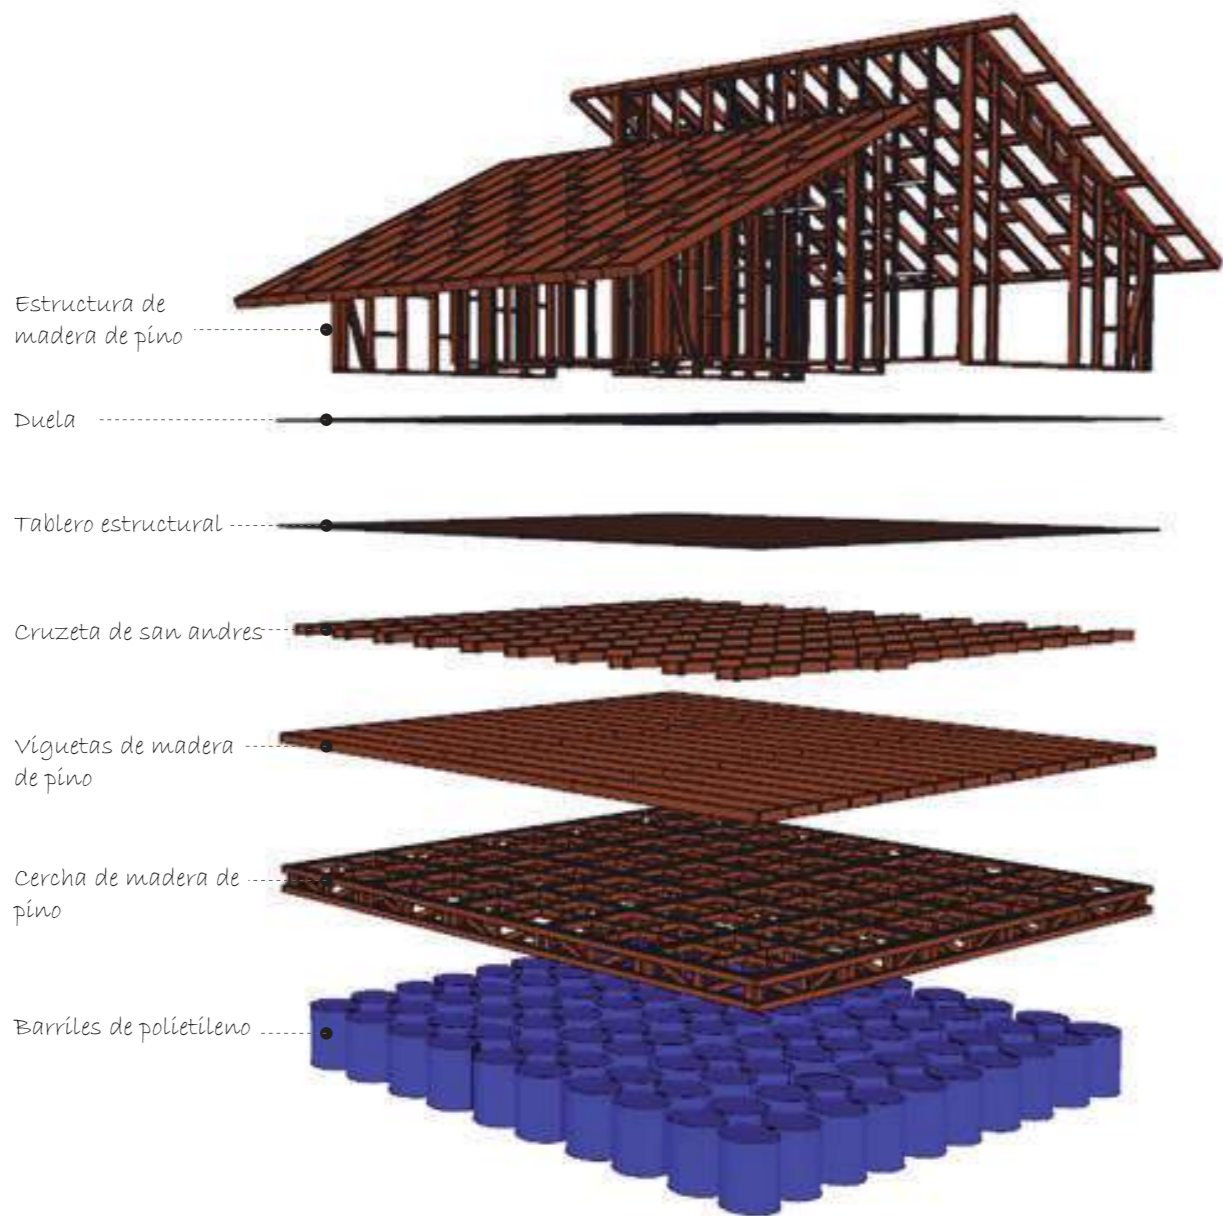 Estructura de
madera de pino
Duela
Tablero estructural
Cruzeta de san andres
Viguetas de madera
de pino
Cercha de madera de
pino
Barriles de polietileno